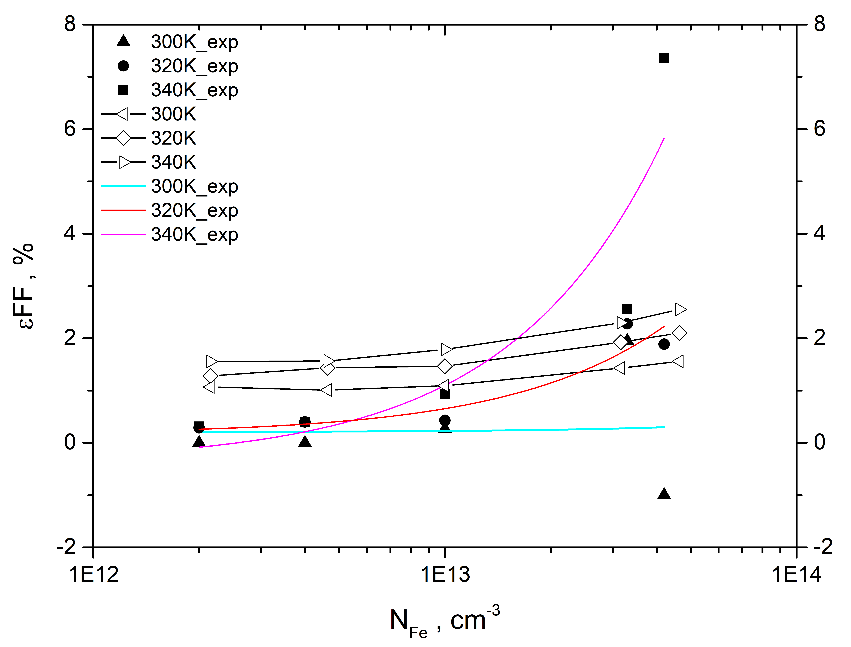 8
8
300K_exp
320K_exp
340K_exp
300K
320K
340K
300K_exp
320K_exp
340K_exp
6
6
4
4
εFF , %
2
2
0
0
-2
-2
1E12
1E13
1E14
N_Fe , cm^-3